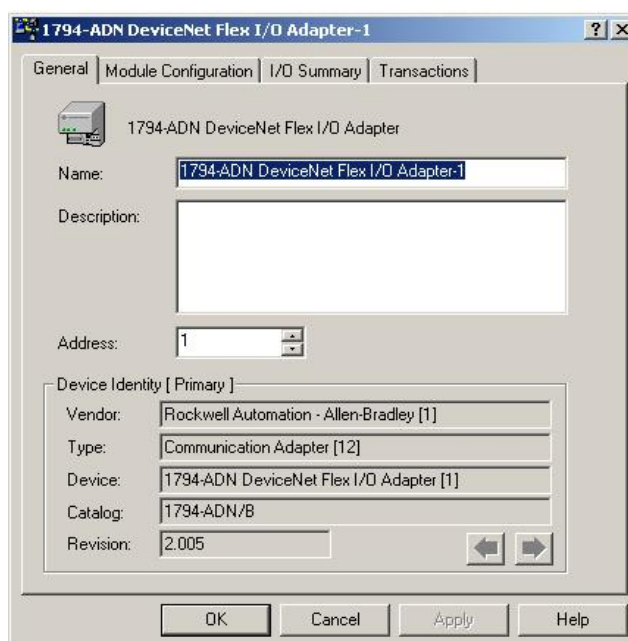 1794-ADN DeviceNet Flex I/O Adapter-1
General Module Configuration I/O Summary Transactions
1794-ADN DeviceNet Flex I/O Adapter
Name: 1794-ADN DeviceNet Flex I/O Adapter-1
Description:
Address: 1
Device Identity [ Primary ]
Vendor: Rockwell Automation - Allen-Bradley [1]
Type: Communication Adapter [12]
Device: 1794-ADN DeviceNet Flex I/O Adapter [1]
Catalog: 1794-ADN/B
Revision: 2.005
OK Cancel Apply Help